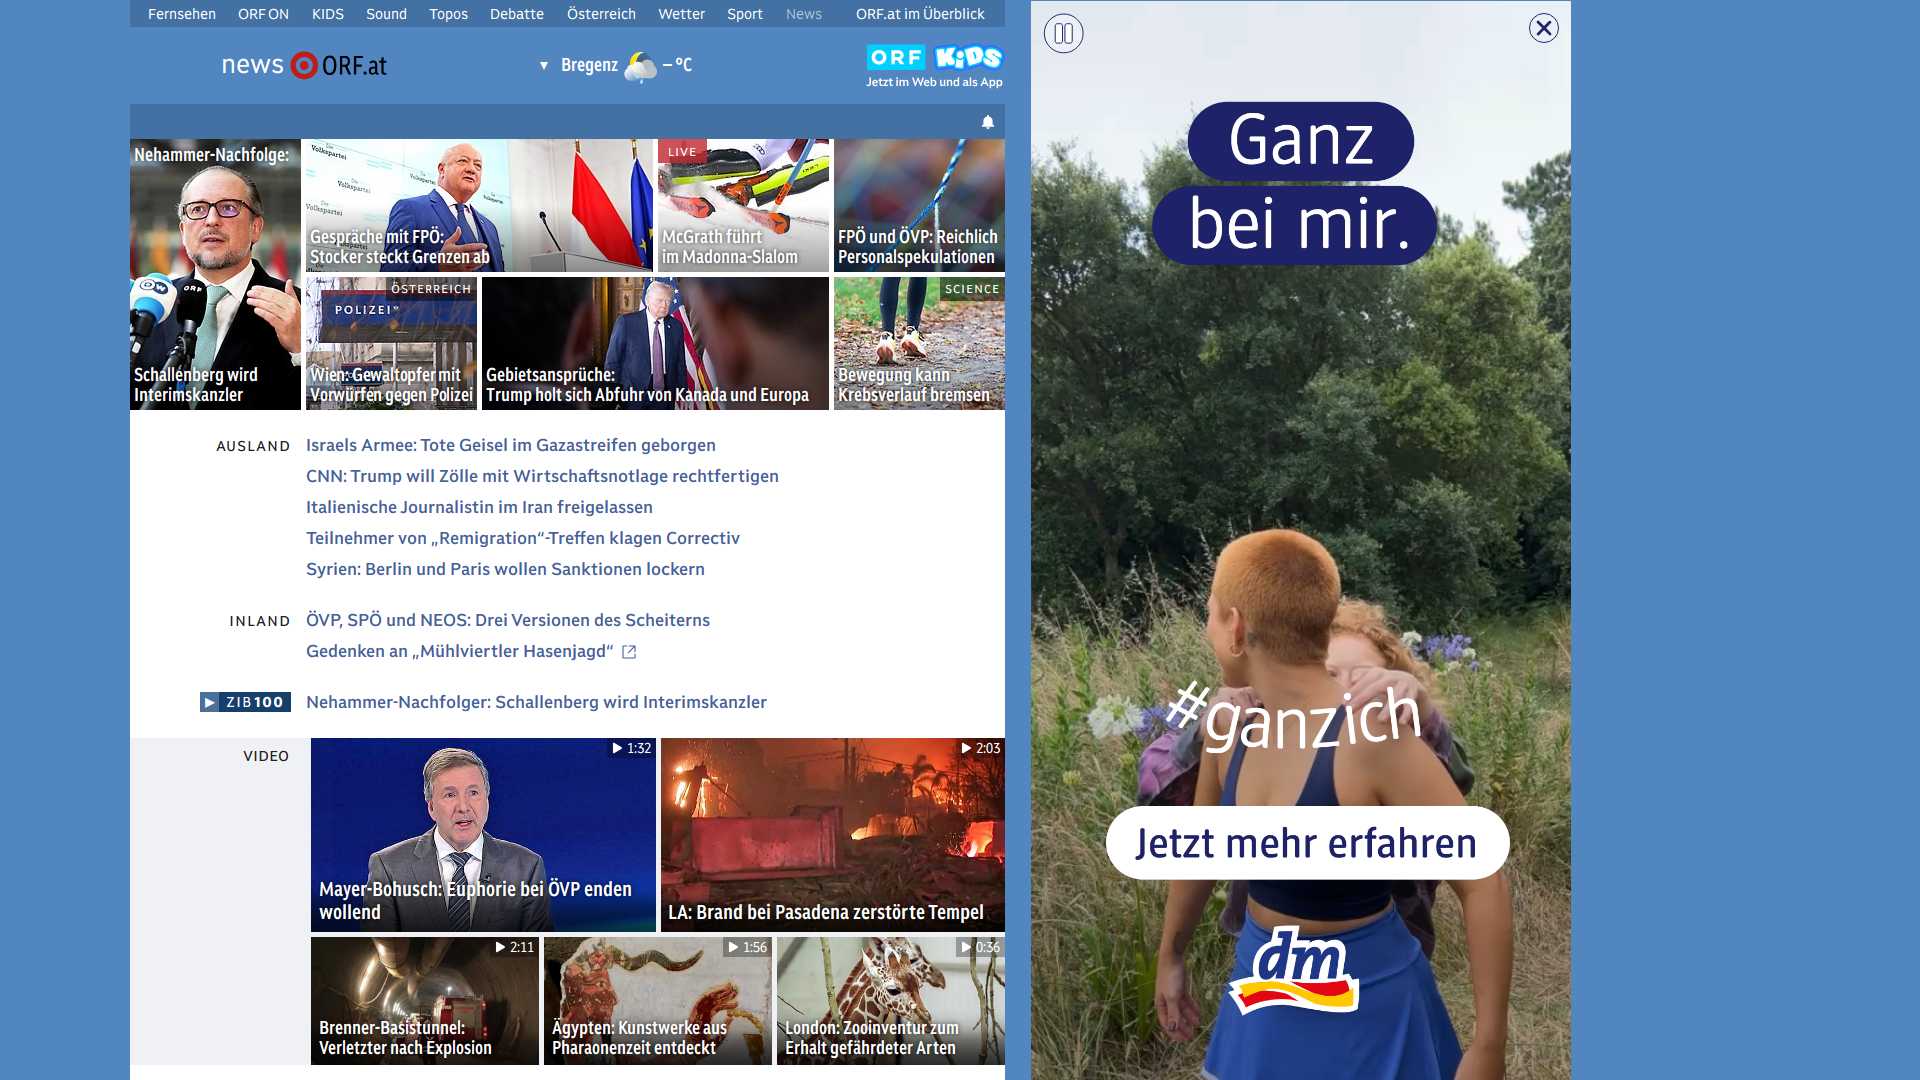 Fernsehen ORF ON KIDS Sound Topos Debatte Österreich Wetter Sport News ORF.at im Überblick
news ORF.at
▼ Bregenz – °C
ORF KiDS
Jetzt im Web und als App
Nehammer-Nachfolge:
Schallenberg wird
Interimskanzler
Die Volkspartei
Gespräche mit FPÖ:
Stocker steckt Grenzen ab
LIVE
McGrath führt
im Madonna-Slalom
FPÖ und ÖVP: Reichlich
Personalspekulationen
ÖSTERREICH
POLIZEI
Wien: Gewaltopfer mit
Vorwürfen gegen Polizei
Gebietsansprüche:
Trump holt sich Abfuhr von Kanada und Europa
SCIENCE
Bewegung kann
Krebsverlauf bremsen
AUSLAND
Israels Armee: Tote Geisel im Gazastreifen geborgen
CNN: Trump will Zölle mit Wirtschaftsnotlage rechtfertigen
Italienische Journalistin im Iran freigelassen
Teilnehmer von „Remigration“-Treffen klagen Correctiv
Syrien: Berlin und Paris wollen Sanktionen lockern
INLAND
ÖVP, SPÖ und NEOS: Drei Versionen des Scheiterns
Gedenken an „Mühlviertler Hasenjagd“
ZIB100
Nehammer-Nachfolger: Schallenberg wird Interimskanzler
VIDEO
1:32
Mayer-Bohusch: Euphorie bei ÖVP enden
wollend
2:03
LA: Brand bei Pasadena zerstörte Tempel
2:11
Brenner-Basistunnel:
Verletzter nach Explosion
1:56
Ägypten: Kunstwerke aus
Pharaonenzeit entdeckt
0:36
London: Zooinventur zum
Erhalt gefährdeter Arten
Ganz
bei mir.
#ganzich
Jetzt mehr erfahren
dm